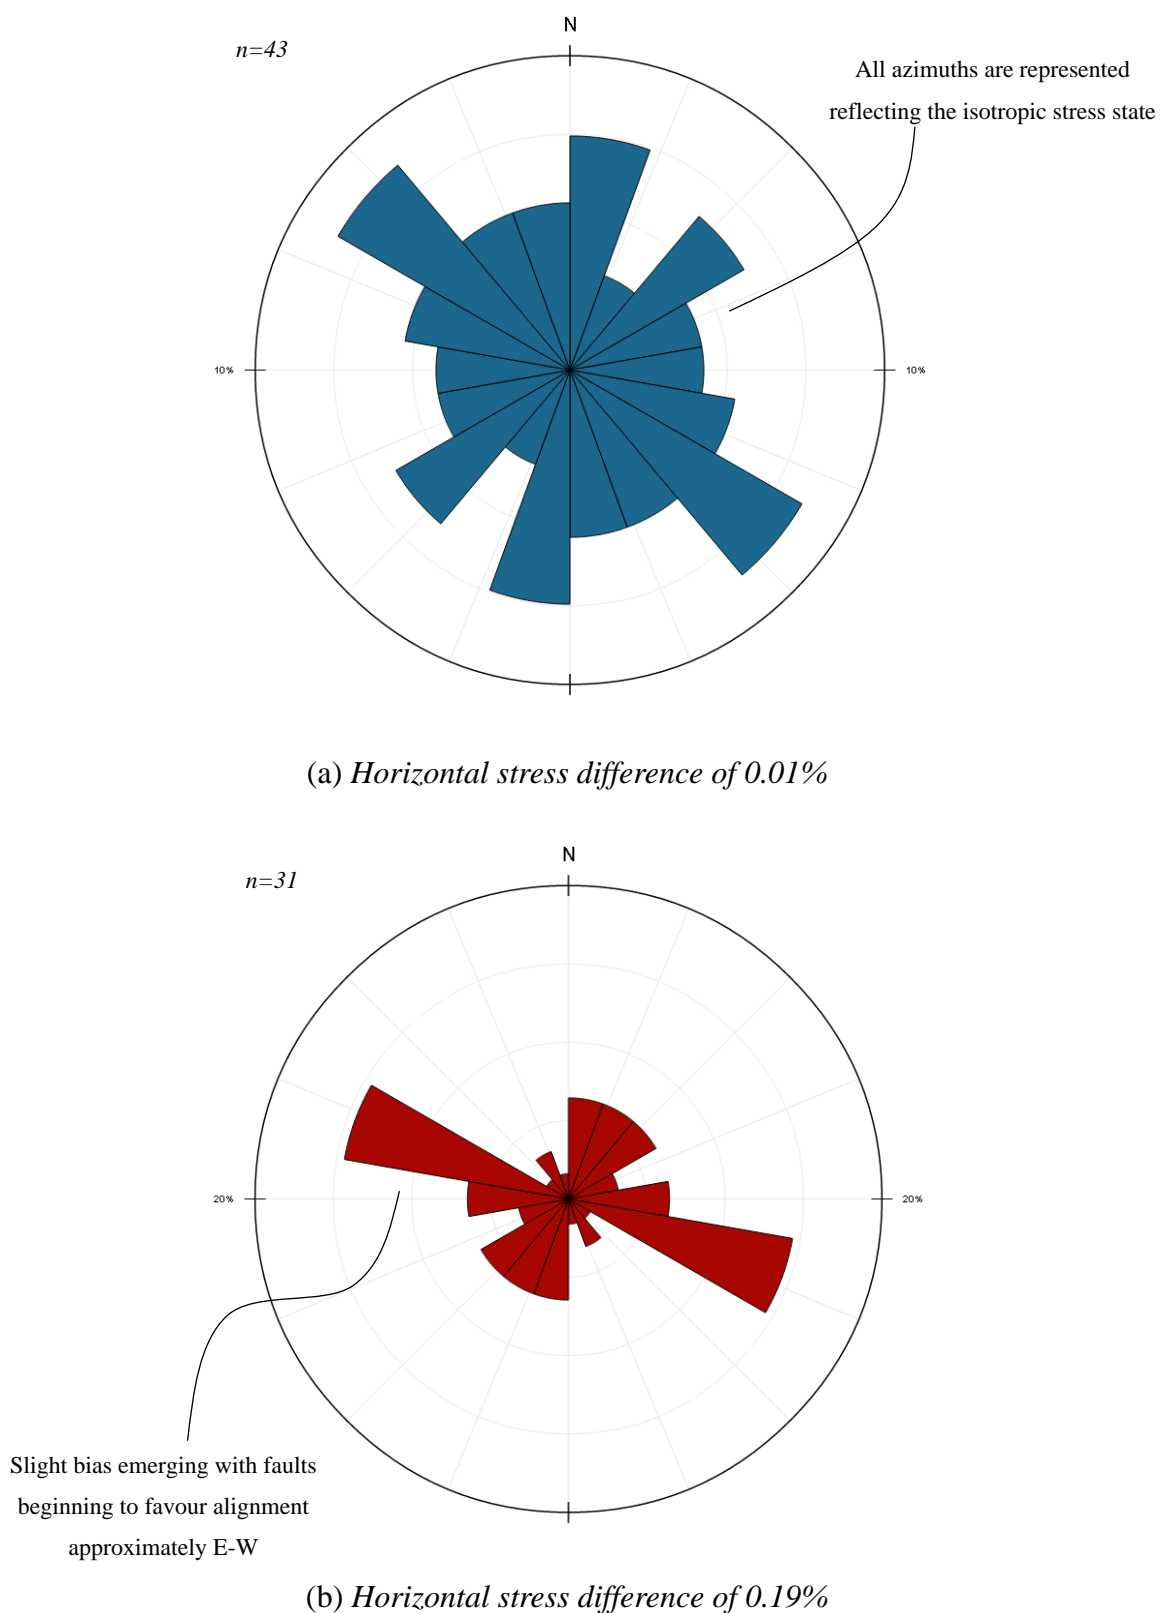 N
n=43
All azimuths are represented
reflecting the isotropic stress state
10%
10%
(a) Horizontal stress difference of 0.01%
N
n=31
20%
20%
Slight bias emerging with faults
beginning to favour alignment
approximately E-W
(b) Horizontal stress difference of 0.19%